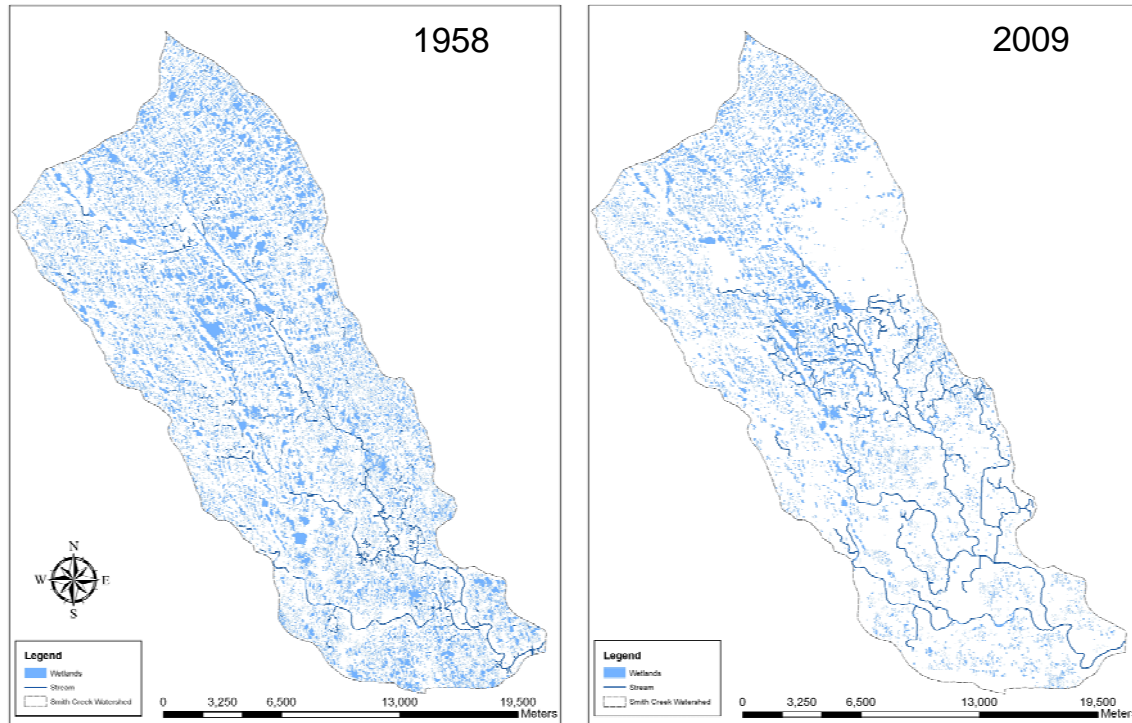 1958
N
W E
S
Legend
Wetlands
Stream
Smith Creek Watershed
0 3,250 6,500 13,000 19,500
Meters
2009
Legend
Wetlands
Stream
Smith Creek Watershed
0 3,250 6,500 13,000 19,500
Meters